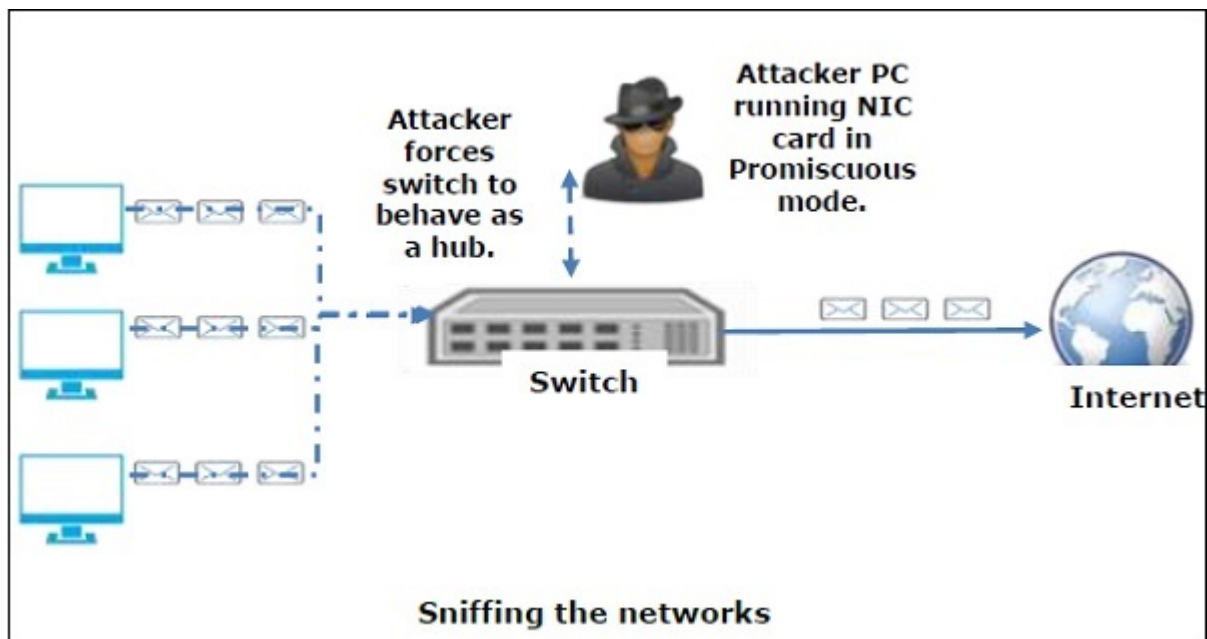 Attacker
forces
switch to
behave as
a hub.
Attacker PC
running NIC
card in
Promiscuous
mode.
Switch
Internet
Sniffing the networks